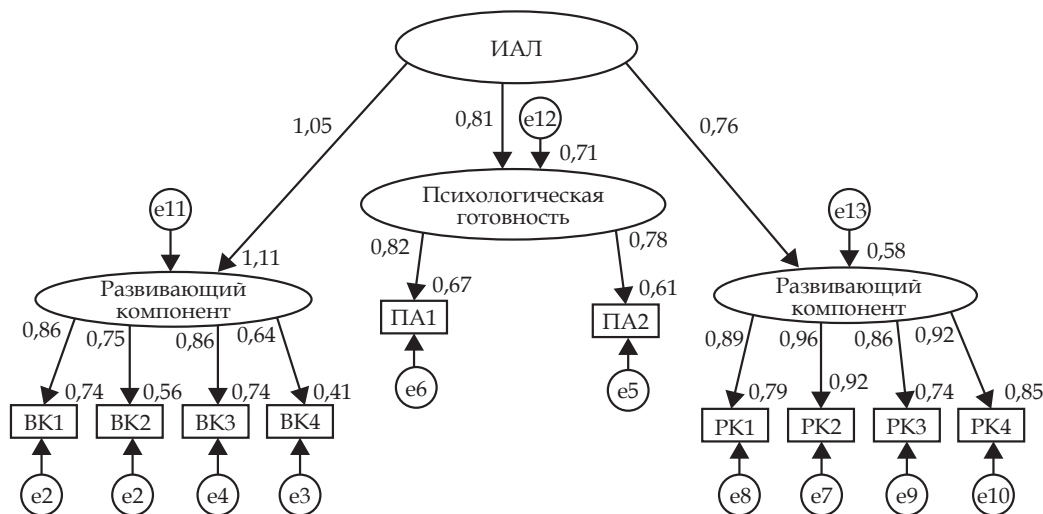 ИАЛ
1,05
0,81
e12
0,76
0,71
Психологическая
готовность
e11
e13
0,82
0,78
1,11
0,58
Развивающий
компонент
0,67
0,61
Развивающий
компонент
ПА1
ПА2
0,86
0,75
0,86
0,64
0,89
0,96
0,86
0,92
e6
e5
0,74
0,56
0,74
0,41
0,79
0,92
0,74
0,85
ВК1
ВК2
ВК3
ВК4
РК1
РК2
РК3
РК4
e2
e2
e4
e3
e8
e7
e9
e10